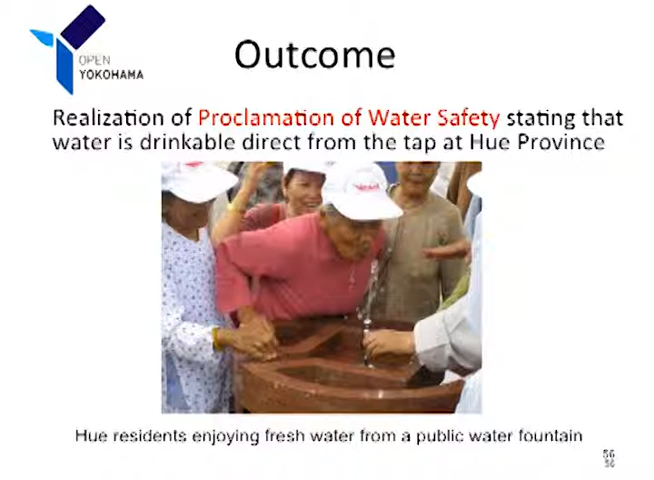 OPEN
YOKOHAMA
Outcome
Realization of Proclamation of Water Safety stating that
water is drinkable direct from the tap at Hue Province
Hue residents enjoying fresh water from a public water fountain
56
56